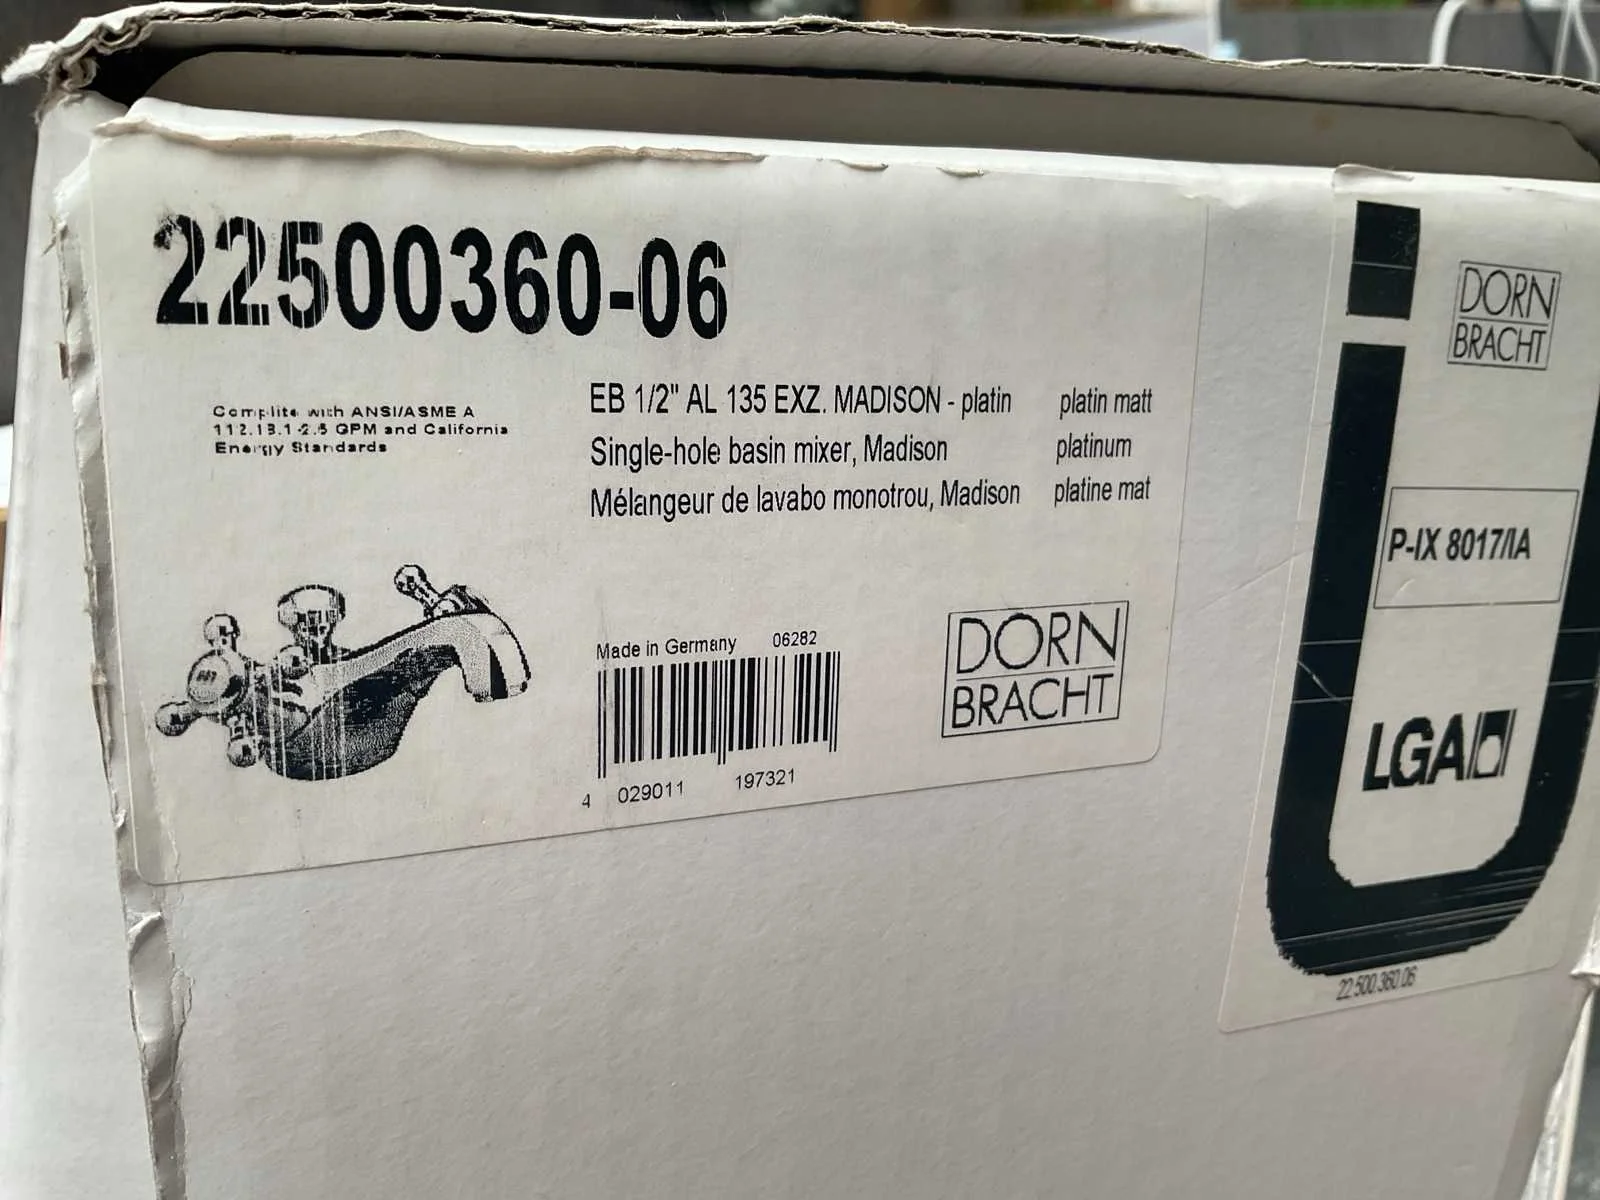 22500360-06
Complite with ANSI/ASME A
112.18.1-2.5 GPM and California
Energy Standards
EB 1/2" AL 135 EXZ. MADISON - platin platin matt
Single-hole basin mixer, Madison platinum
Mélangeur de lavabo monotrou, Madison platine mat
Made in Germany 06282
4 029011 197321
DORN
BRACHT
DORN
BRACHT
P-IX 8017/IA
LGA
22.500.360.06